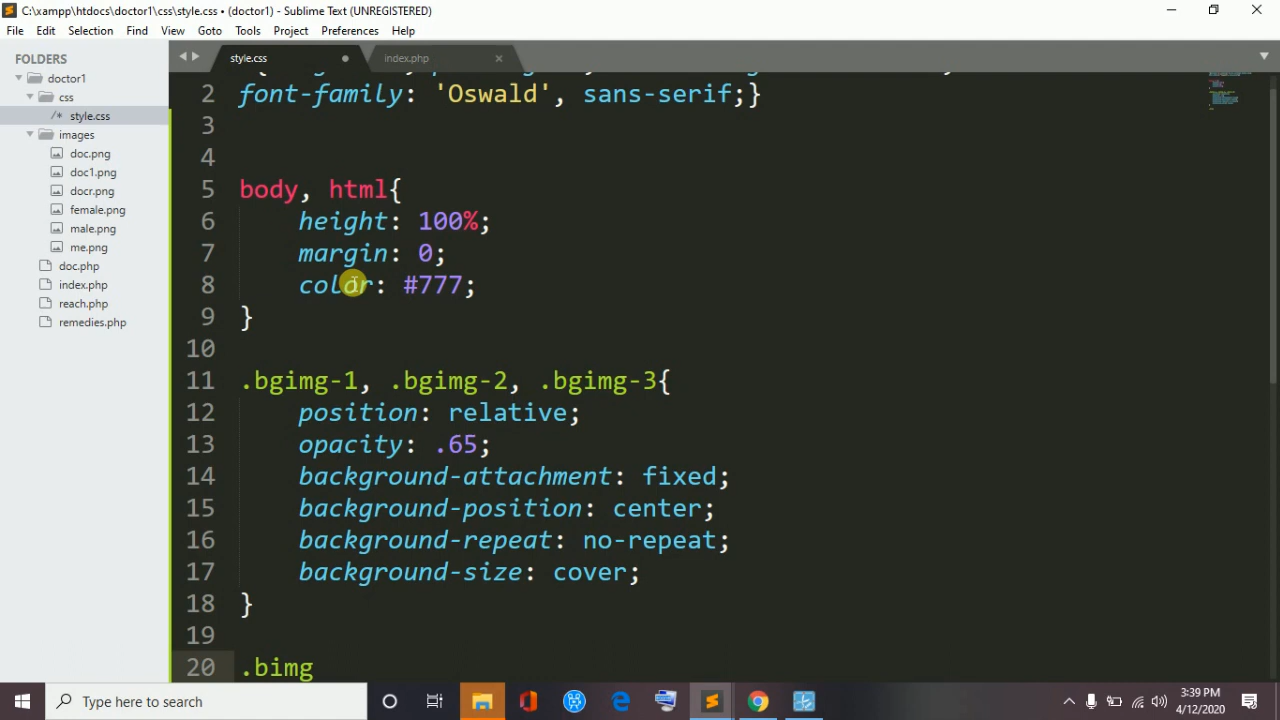 C:\xampp\htdocs\doctor1\css\style.css • (doctor1) - Sublime Text (UNREGISTERED)
File Edit Selection Find View Goto Tools Project Preferences Help
FOLDERS
doctor1
css
/* style.css
images
doc.png
doc1.png
docr.png
female.png
male.png
me.png
doc.php
index.php
reach.php
remedies.php
style.css
index.php
2 font-family: 'Oswald', sans-serif;}
3
4
5 body, html{
6 height: 100%;
7 margin: 0;
8 color: #777;
9 }
10
11 .bgimg-1, .bgimg-2, .bgimg-3{
12 position: relative;
13 opacity: .65;
14 background-attachment: fixed;
15 background-position: center;
16 background-repeat: no-repeat;
17 background-size: cover;
18 }
19
20 .bimg
Type here to search
3:39 PM
4/12/2020